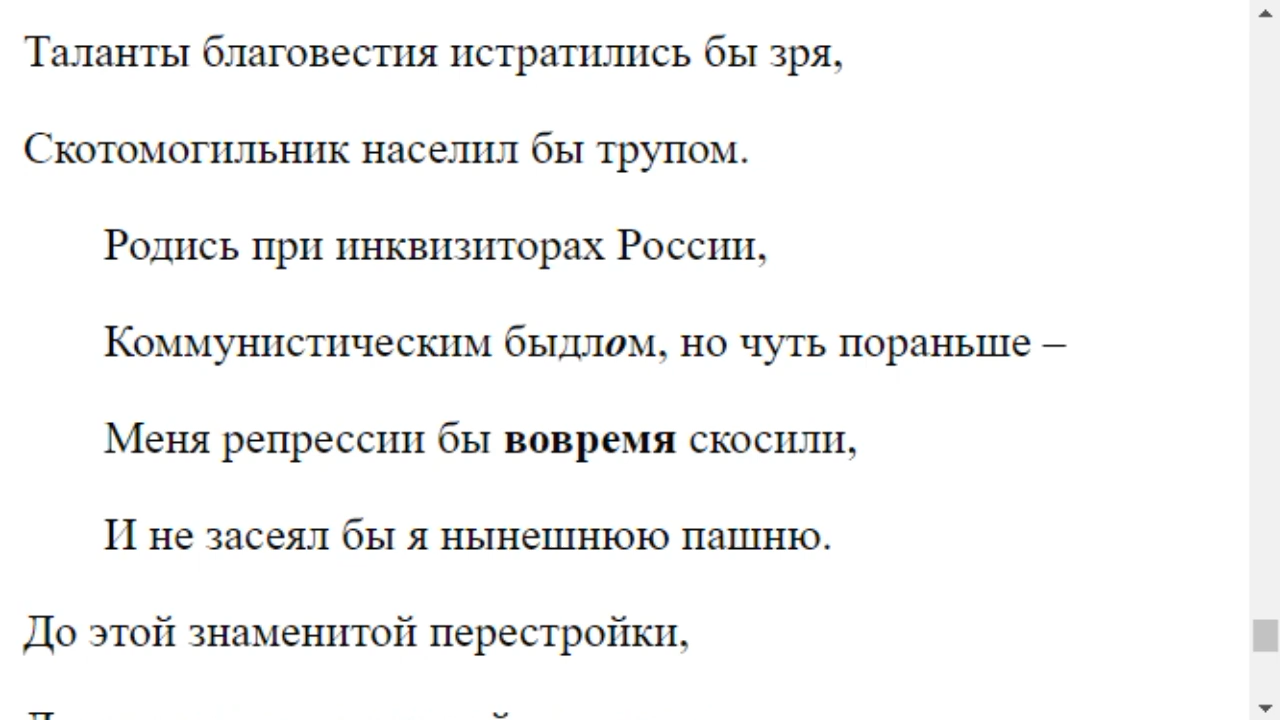 Таланты благовестия истратились бы зря,
Скотомогильник населил бы трупом.
Родись при инквизиторах России,
Коммунистическим быдлом, но чуть пораньше –
Меня репрессии бы вовремя скосили,
И не засеял бы я нынешнюю пашню.
До этой знаменитой перестройки,